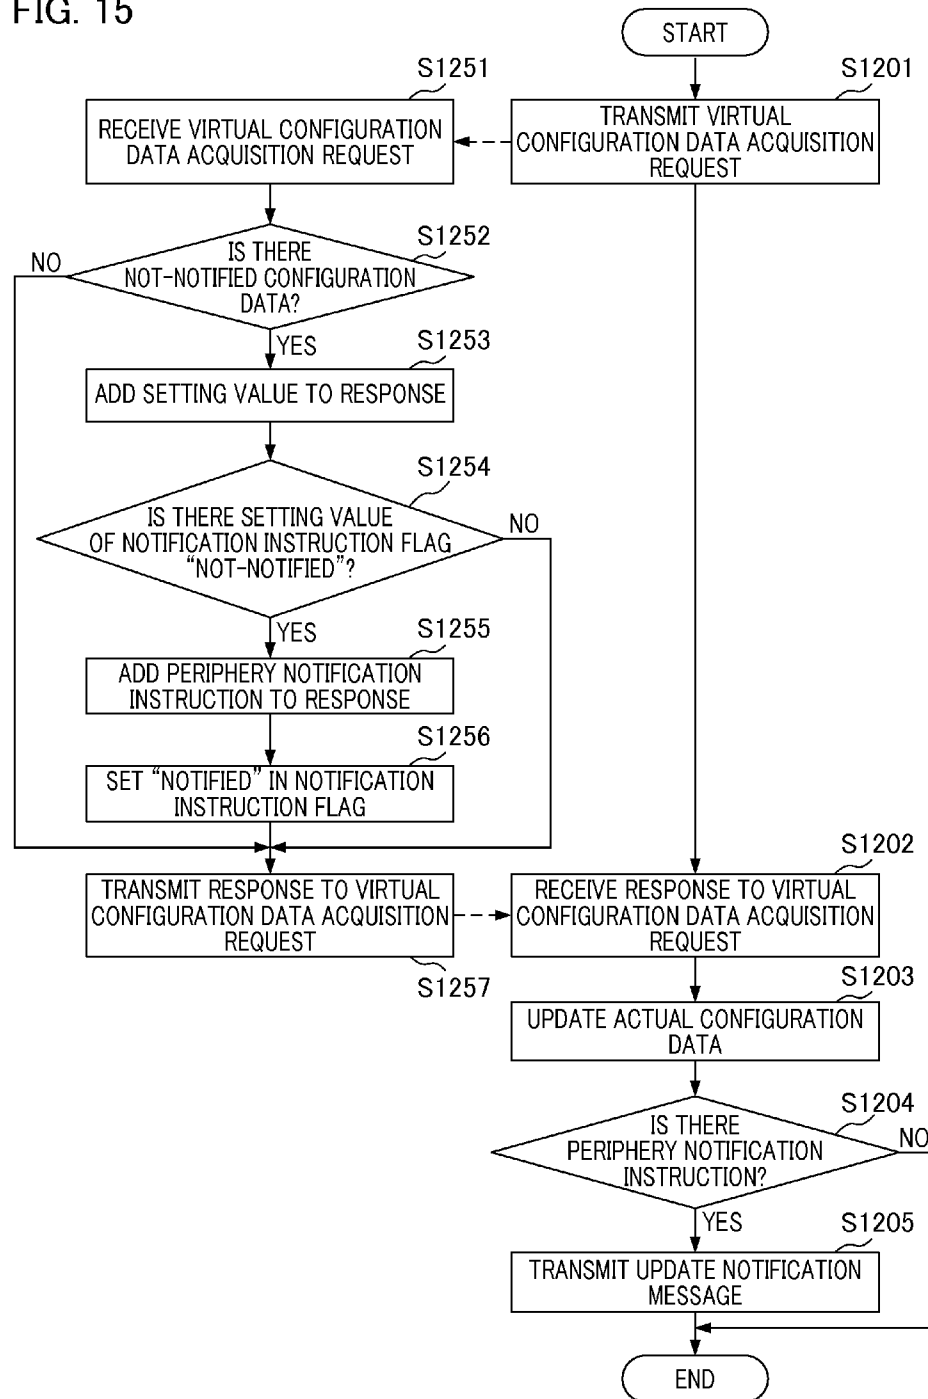 FIG. 15
START
S1251
RECEIVE VIRTUAL CONFIGURATION
DATA ACQUISITION REQUEST
S1201
TRANSMIT VIRTUAL
CONFIGURATION DATA ACQUISITION
REQUEST
S1252
IS THERE
NOT-NOTIFIED CONFIGURATION
DATA?
NO
YES
S1253
ADD SETTING VALUE TO RESPONSE
S1254
IS THERE SETTING VALUE
OF NOTIFICATION INSTRUCTION FLAG
“NOT-NOTIFIED”?
NO
YES
S1255
ADD PERIPHERY NOTIFICATION
INSTRUCTION TO RESPONSE
S1256
SET “NOTIFIED” IN NOTIFICATION
INSTRUCTION FLAG
TRANSMIT RESPONSE TO VIRTUAL
CONFIGURATION DATA ACQUISITION
REQUEST
S1257
S1202
RECEIVE RESPONSE TO VIRTUAL
CONFIGURATION DATA ACQUISITION
REQUEST
S1203
UPDATE ACTUAL CONFIGURATION
DATA
S1204
IS THERE
PERIPHERY NOTIFICATION
INSTRUCTION?
NO
YES
S1205
TRANSMIT UPDATE NOTIFICATION
MESSAGE
END